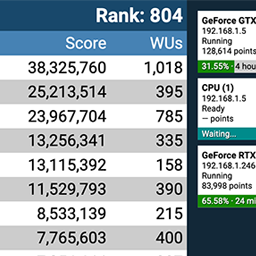 Rank: 804
Score WUs
38,325,760 1,018
25,213,514 395
23,967,704 785
13,256,341 335
13,115,392 158
11,529,793 390
8,533,139 215
7,765,603 400
GeForce GTX
192.168.1.5
Running
128,614 points
31.55% · 4 hou
CPU (1)
192.168.1.5
Ready
— points
Waiting...
GeForce RTX
192.168.1.246
Running
83,998 points
65.58% · 24 mi